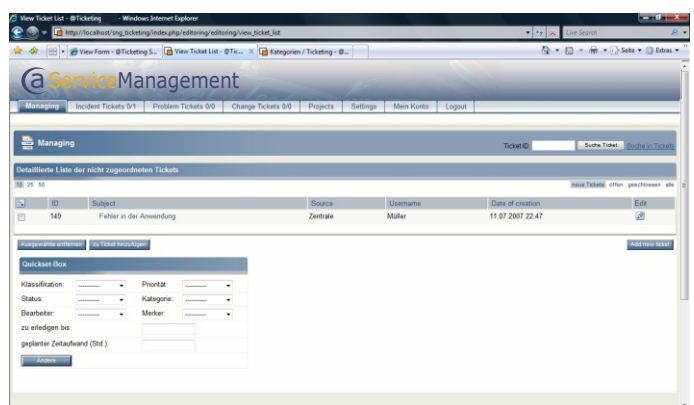 View Ticket List - @Ticketing - Windows Internet Explorer
http://localhost/sng_ticketing/index.php/editoring/editoring/view_ticket_list
Live Search
View Form - @Ticketing S...
View Ticket List - @Tic...
Kategorien / Ticketing - @...
Seite
Extras
@ ServiceManagement
Managing
Incident Tickets 0/1
Problem Tickets 0/0
Change Tickets 0/0
Projects
Settings
Mein Konto
Logout
Managing
Ticket ID:
Suche Ticket
Suche in Tickets
Detaillierte Liste der nicht zugeordneten Tickets
10 25 50
neue Tickets offen geschlossen alle
ID Subject Source Username Date of creation Edit
149 Fehler in der Anwendung Zentrale Müller 11.07.2007 22:47
Ausgewählte entfernen
zu Ticket hinzufügen
Add new ticket
Quickset-Box
Klassifikation: --------- Priorität: ---------
Status: --------- Kategorie: ---------
Bearbeiter: --------- Merker: ---------
zu erledigen bis:
geplanter Zeitaufwand (Std.):
Ändere